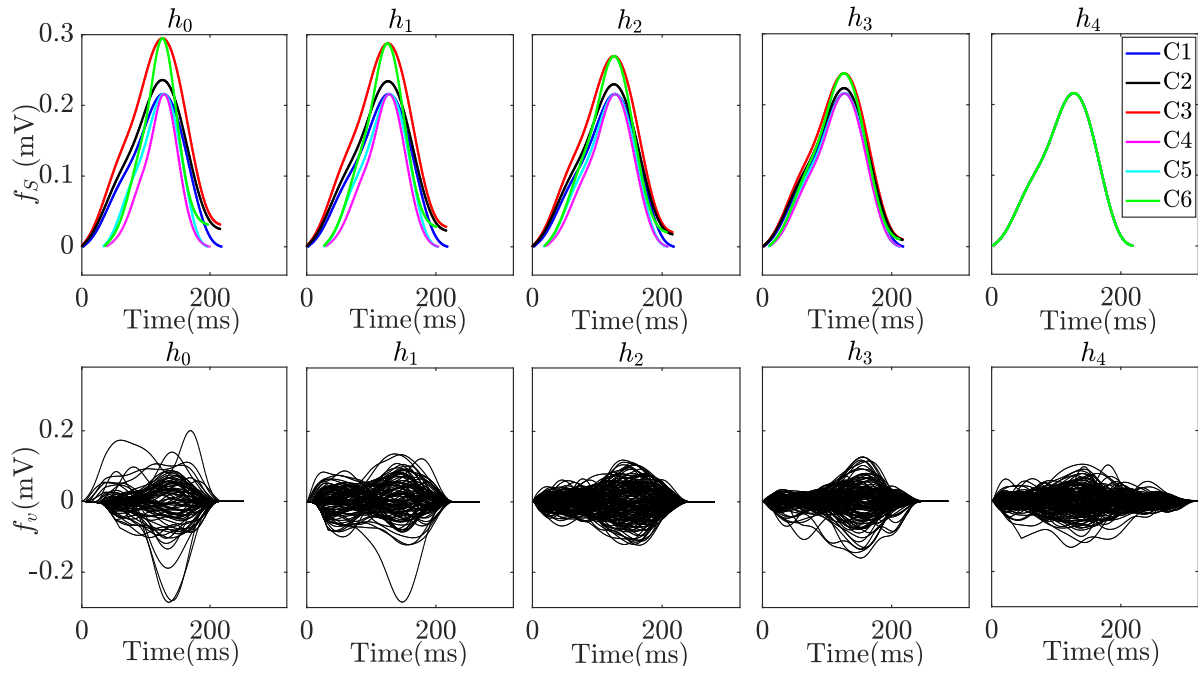 h0 h1 h2 h3 h4
0.3
0.2
0.1
0
fS(mV)
C1
C2
C3
C4
C5
C6
0 200 0 200 0 200 0 200 0 200
Time(ms) Time(ms) Time(ms) Time(ms) Time(ms)
h0 h1 h2 h3 h4
0.2
0
-0.2
fv(mV)
0 200 0 200 0 200 0 200 0 200
Time(ms) Time(ms) Time(ms) Time(ms) Time(ms)